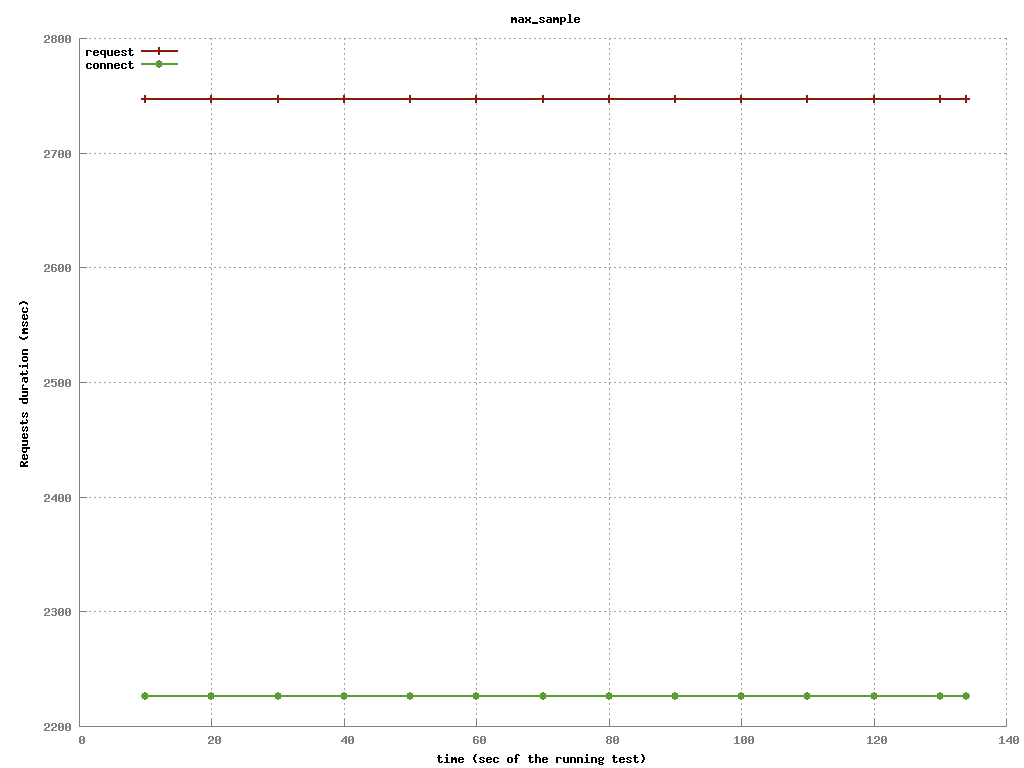 max_sample
2800
request
connect
2700
2600
2500
Requests duration (msec)
2400
2300
2200
0 20 40 60 80 100 120 140
time (sec of the running test)